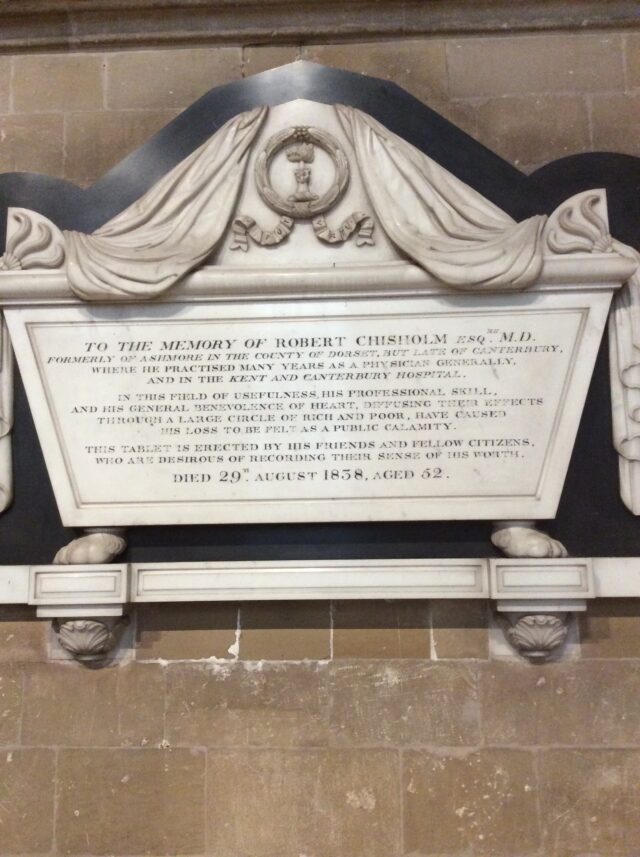 TO THE MEMORY OF ROBERT CHISHOLM ESQ.RE M.D.
FORMERLY OF ASHMORE IN THE COUNTY OF DORSET, BUT LATE OF CANTERBURY,
WHERE HE PRACTISED MANY YEARS AS A PHYSICIAN GENERALLY,
AND IN THE KENT AND CANTERBURY HOSPITAL.
IN THIS FIELD OF USEFULNESS, HIS PROFESSIONAL SKILL,
AND HIS GENERAL BENEVOLENCE OF HEART, DIFFUSING THEIR EFFECTS
THROUGH A LARGE CIRCLE OF RICH AND POOR, HAVE CAUSED
HIS LOSS TO BE FELT AS A PUBLIC CALAMITY.
THIS TABLET IS ERECTED BY HIS FRIENDS AND FELLOW CITIZENS,
WHO ARE DESIROUS OF RECORDING THEIR SENSE OF HIS WORTH.
DIED 29TH AUGUST 1838, AGED 52.